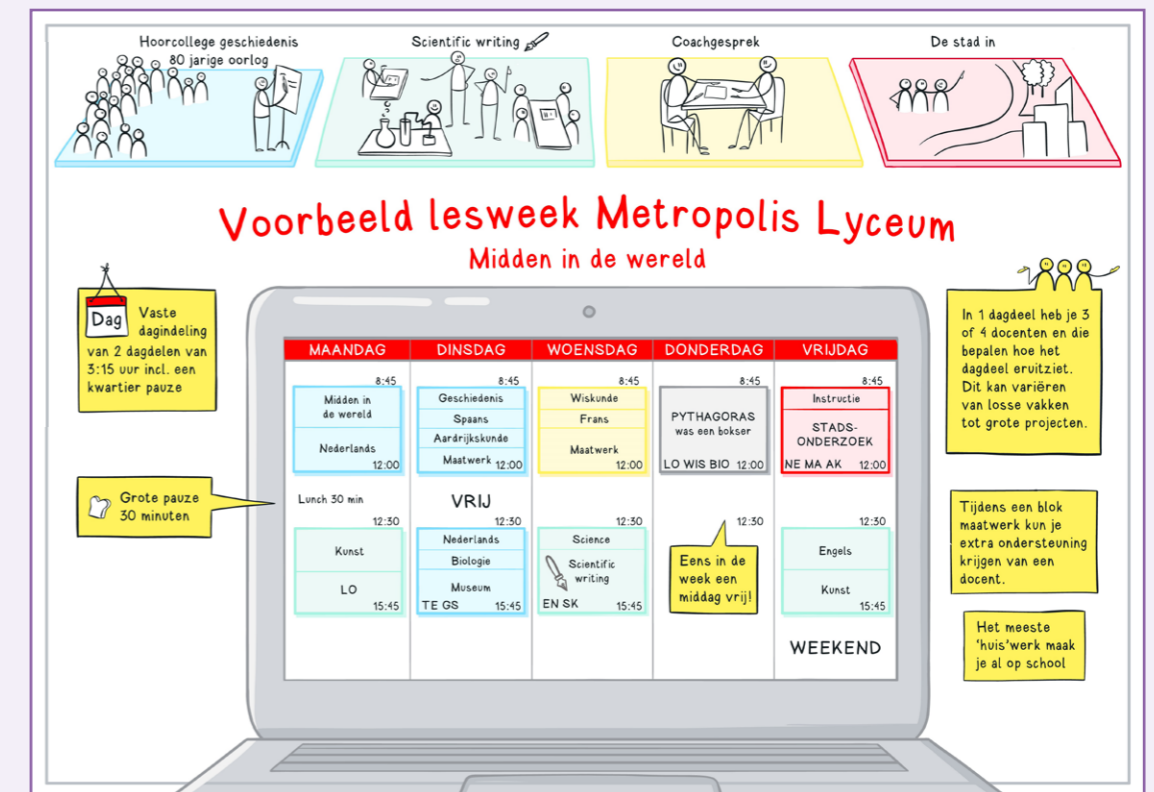 Hoorcollege geschiedenis
80 jarige oorlog
Scientific writing
Coachgesprek
De stad in
Voorbeeld lesweek Metropolis Lyceum
Midden in de wereld
Dag
Vaste
dagindeling
van 2 dagdelen van
3:15 uur incl. een
kwartier pauze
Grote pauze
30 minuten
MAANDAG
8:45
Midden in
de wereld
Nederlands
12:00
Lunch 30 min
12:30
Kunst
LO
15:45
DINSDAG
8:45
Geschiedenis
Spaans
Aardrijkskunde
Maatwerk 12:00
VRIJ
12:30
Nederlands
Biologie
Museum
TE GS 15:45
WOENSDAG
8:45
Wiskunde
Frans
Maatwerk
12:00
12:30
Science
Scientific
writing
EN SK 15:45
DONDERDAG
8:45
PYTHAGORAS
was een bokser
LO WIS BIO 12:00
12:30
Eens in de
week een
middag vrij!
VRIJDAG
8:45
Instructie
STADS-
ONDERZOEK
NE MA AK 12:00
12:30
Engels
Kunst
15:45
WEEKEND
In 1 dagdeel heb je 3
of 4 docenten en die
bepalen hoe het
dagdeel eruitziet.
Dit kan variëren
van losse vakken
tot grote projecten.
Tijdens een blok
maatwerk kun je
extra ondersteuning
krijgen van een
docent.
Het meeste
'huis'werk maak
je al op school